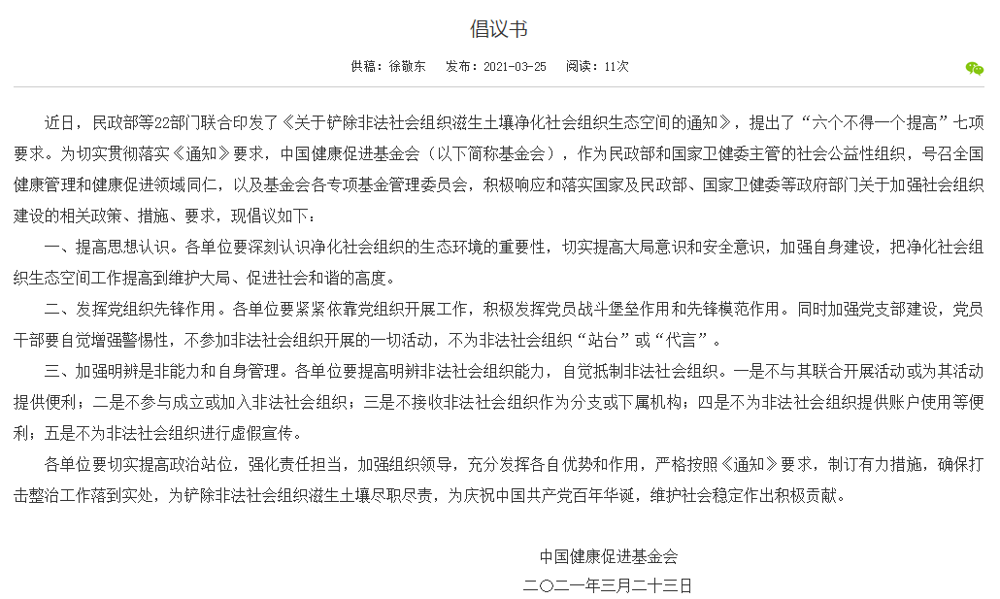 倡议书
供稿：徐敬东 发布：2021-03-25 阅读：11次
近日，民政部等22部门联合印发了《关于铲除非法社会组织滋生土壤净化社会组织生态空间的通知》，提出了“六个不得一个提高”七项
要求。为切实贯彻落实《通知》要求，中国健康促进基金会（以下简称基金会），作为民政部和国家卫健委主管的社会公益性组织，号召全国
健康管理和健康促进领域同仁，以及基金会各专项基金管理委员会，积极响应和落实国家及民政部、国家卫健委等政府部门关于加强社会组织
建设的相关政策、措施、要求，现倡议如下：
一、提高思想认识。各单位要深刻认识净化社会组织的生态环境的重要性，切实提高大局意识和安全意识，加强自身建设，把净化社会组
织生态空间工作提高到维护大局、促进社会和谐的高度。
二、发挥党组织先锋作用。各单位要紧紧依靠党组织开展工作，积极发挥党员战斗堡垒作用和先锋模范作用。同时加强党支部建设，党员
干部要自觉增强警惕性，不参加非法社会组织开展的一切活动，不为非法社会组织“站台”或“代言”。
三、加强明辨是非能力和自身管理。各单位要提高明辨非法社会组织能力，自觉抵制非法社会组织。一是不与其联合开展活动或为其活动
提供便利；二是不参与成立或加入非法社会组织；三是不接收非法社会组织作为分支或下属机构；四是不为非法社会组织提供账户使用等便
利；五是不为非法社会组织进行虚假宣传。
各单位要切实提高政治站位，强化责任担当，加强组织领导，充分发挥各自优势和作用，严格按照《通知》要求，制订有力措施，确保打
击整治工作落到实处，为铲除非法社会组织滋生土壤尽职尽责，为庆祝中国共产党百年华诞，维护社会稳定作出积极贡献。
中国健康促进基金会
二〇二一年三月二十三日